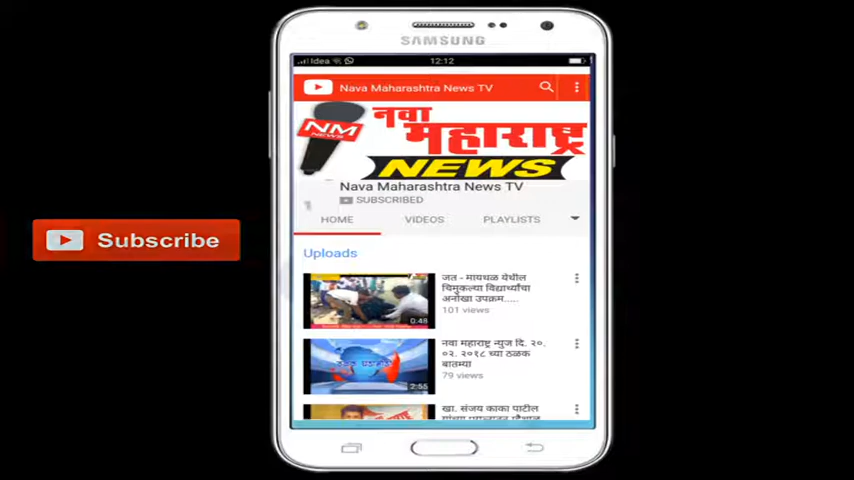 SAMSUNG
Idea 12:12
Nava Maharashtra News TV
NM
NEWS
नवा
महाराष्ट्र
NEWS
Nava Maharashtra News TV
SUBSCRIBED
HOME VIDEOS PLAYLISTS
Subscribe
Uploads
जत - मायथळ येथील
चिमुकल्या विद्यार्थ्यांचा
अनोखा उपक्रम.....
101 views
0:48
नवा महाराष्ट्र न्युज दि. २०.
०२. २०१८ च्या ठळक
बातम्या
79 views
2:55
खा. संजय काका पाटील